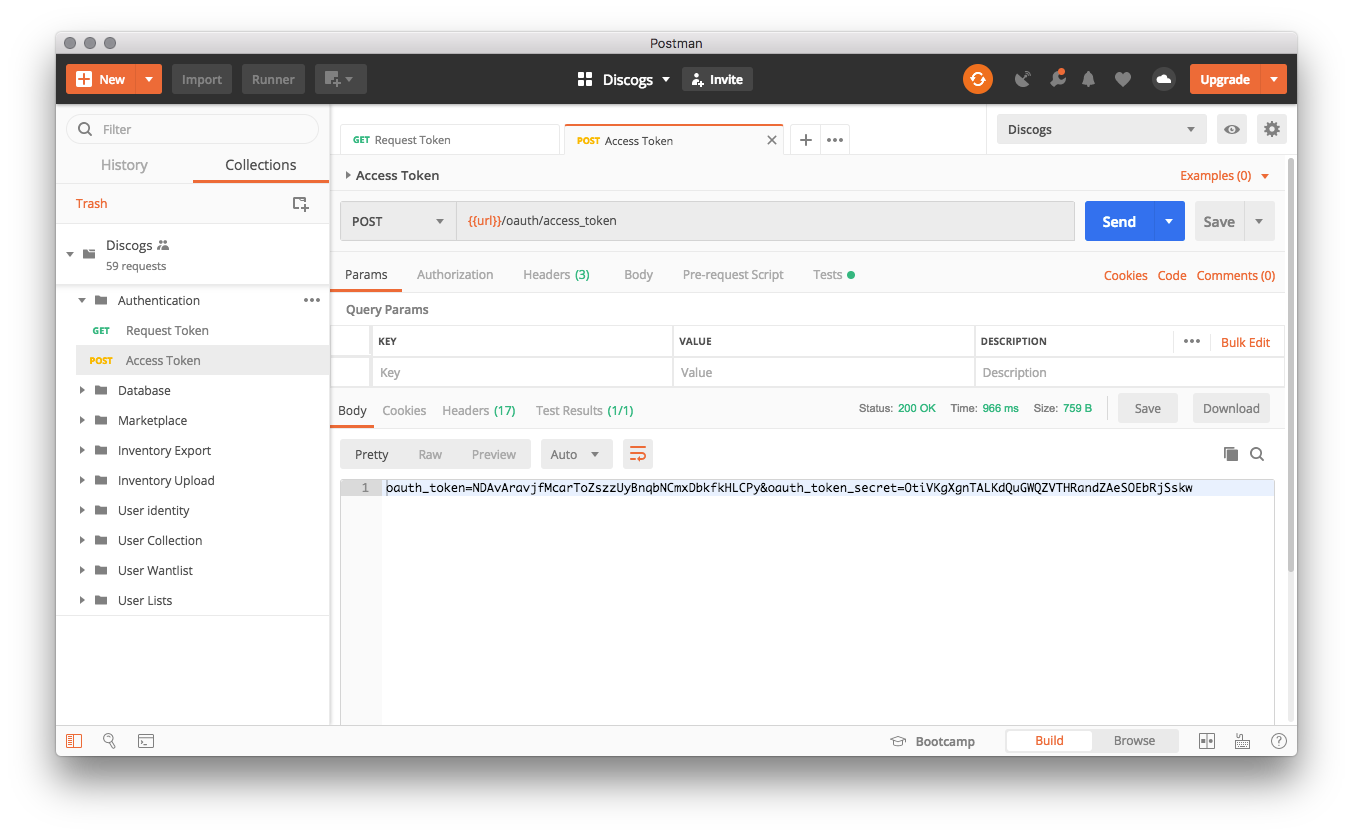 Postman
New
Import
Runner
Discogs
Invite
Upgrade
Filter
History
Collections
Trash
Discogs
59 requests
Authentication
GET Request Token
POST Access Token
Database
Marketplace
Inventory Export
Inventory Upload
User identity
User Collection
User Wantlist
User Lists
GET Request Token
POST Access Token
Discogs
Access Token
Examples (0)
POST
{{url}}/oauth/access_token
Send
Save
Params Authorization Headers (3) Body Pre-request Script Tests
Cookies Code Comments (0)
Query Params
KEY VALUE DESCRIPTION Bulk Edit
Key Value Description
Body Cookies Headers (17) Test Results (1/1)
Status: 200 OK Time: 966 ms Size: 759 B
Save
Download
Pretty Raw Preview
Auto
1 oauth_token=NDAvAravjfMcarToZszzUyBnqbNCmxDbkfkHLCPy&oauth_token_secret=OtiVKgXgnTALKdQuGWQZVTHRandZAeSOEbRjSskw
Bootcamp
Build
Browse